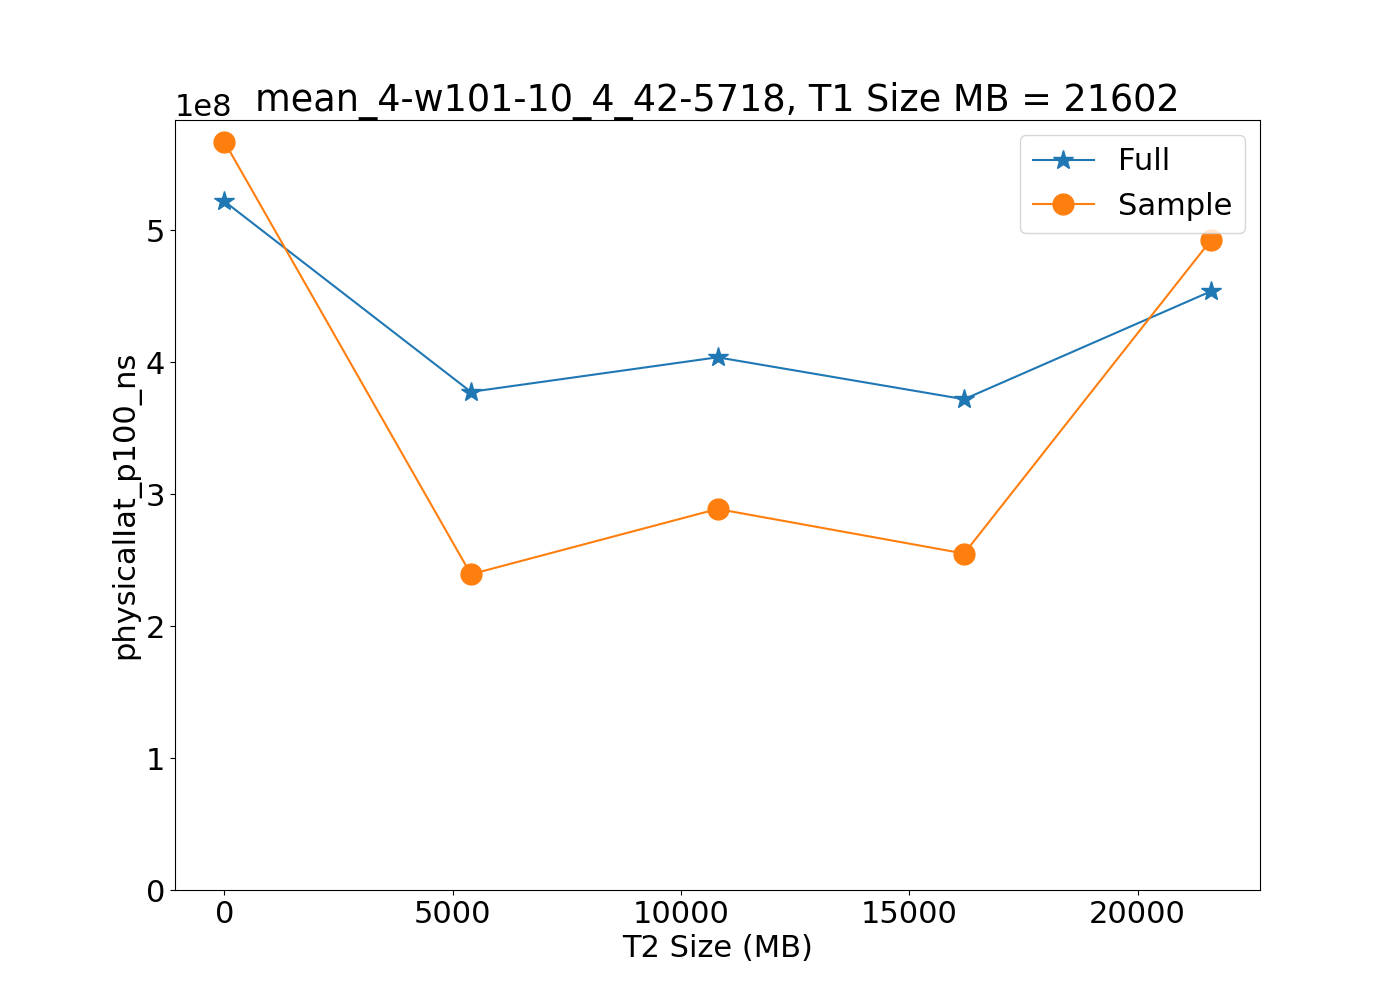 1e8
mean_4-w101-10_4_42-5718, T1 Size MB = 21602
Full
Sample
physicallat_p100_ns
5
4
3
2
1
0
0 5000 10000 15000 20000
T2 Size (MB)